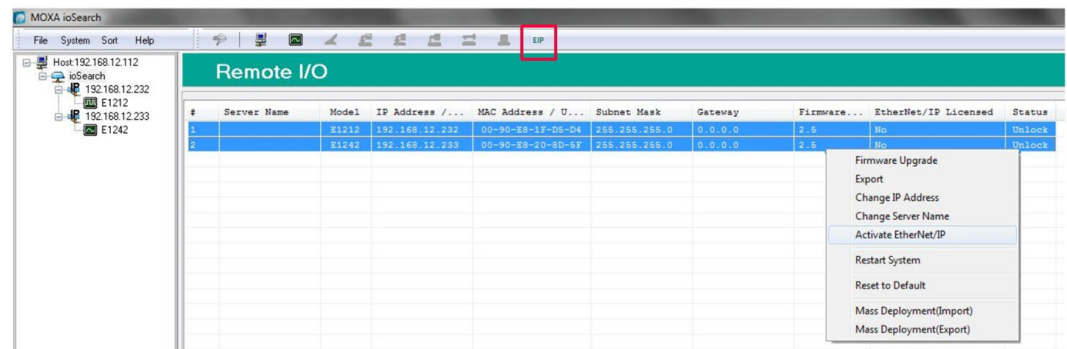 MOXA ioSearch
File System Sort Help
EIP
Host:192.168.12.112
ioSearch
192.168.12.232
E1212
192.168.12.233
E1242
Remote I/O
# Server Name Model IP Address /... MAC Address / U... Subnet Mask Gateway Firmware... EtherNet/IP Licensed Status
1 E1212 192.168.12.232 00-90-E8-1F-D5-D4 255.255.255.0 0.0.0.0 2.5 No Unlock
2 E1242 192.168.12.233 00-90-E8-20-8D-5F 255.255.255.0 0.0.0.0 2.5 No Unlock
Firmware Upgrade
Export
Change IP Address
Change Server Name
Activate EtherNet/IP
Restart System
Reset to Default
Mass Deployment(Import)
Mass Deployment(Export)